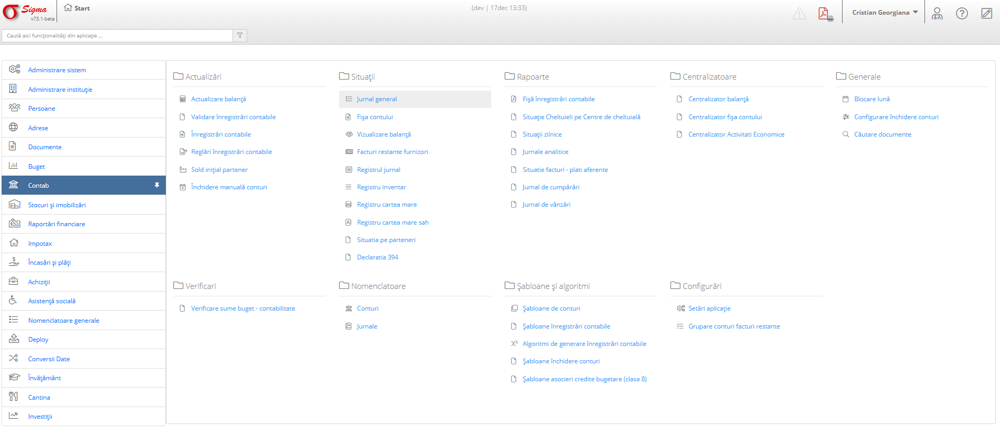 Sigma
v73.1-beta
Start
(dev | 17dec 13:33)
Cristian Georgiana
Caută aici funcționalități din aplicație ...
Administrare sistem
Administrare instituție
Persoane
Adrese
Documente
Buget
Contab
Stocuri și imobilizări
Raportări financiare
Impotax
Încasări și plăți
Achiziții
Asistență socială
Nomenclatoare generale
Deploy
Conversii Date
Învățământ
Cantina
Investiții
Actualizări
Actualizare balanță
Validare înregistrări contabile
Înregistrări contabile
Reglări înregistrări contabile
Sold inițial partener
Închidere manuală conturi
Situații
Jurnal general
Fișa contului
Vizualizare balanță
Facturi restante furnizori
Registrul jurnal
Registru inventar
Registru cartea mare
Registru cartea mare sah
Situatia pe parteneri
Declaratia 394
Rapoarte
Fișă înregistrări contabile
Situație Cheltuieli pe Centre de cheltuială
Situații zilnice
Jurnale analitice
Situatie facturi - plati aferente
Jurnal de cumpărări
Jurnal de vânzări
Centralizatoare
Centralizator balanță
Centralizator fișa contului
Centralizator Activitati Economice
Generale
Blocare lună
Configurare închidere conturi
Căutare documente
Verificari
Verificare sume buget - contabilitate
Nomenclatoare
Conturi
Jurnale
Șabloane și algoritmi
Șabloane de conturi
Șabloane înregistrări contabile
Algoritmi de generare înregistrări contabile
Șabloane închidere conturi
Șabloane asocieri credite bugetare (clasa 8)
Configurări
Setări aplicație
Grupare conturi facturi restante